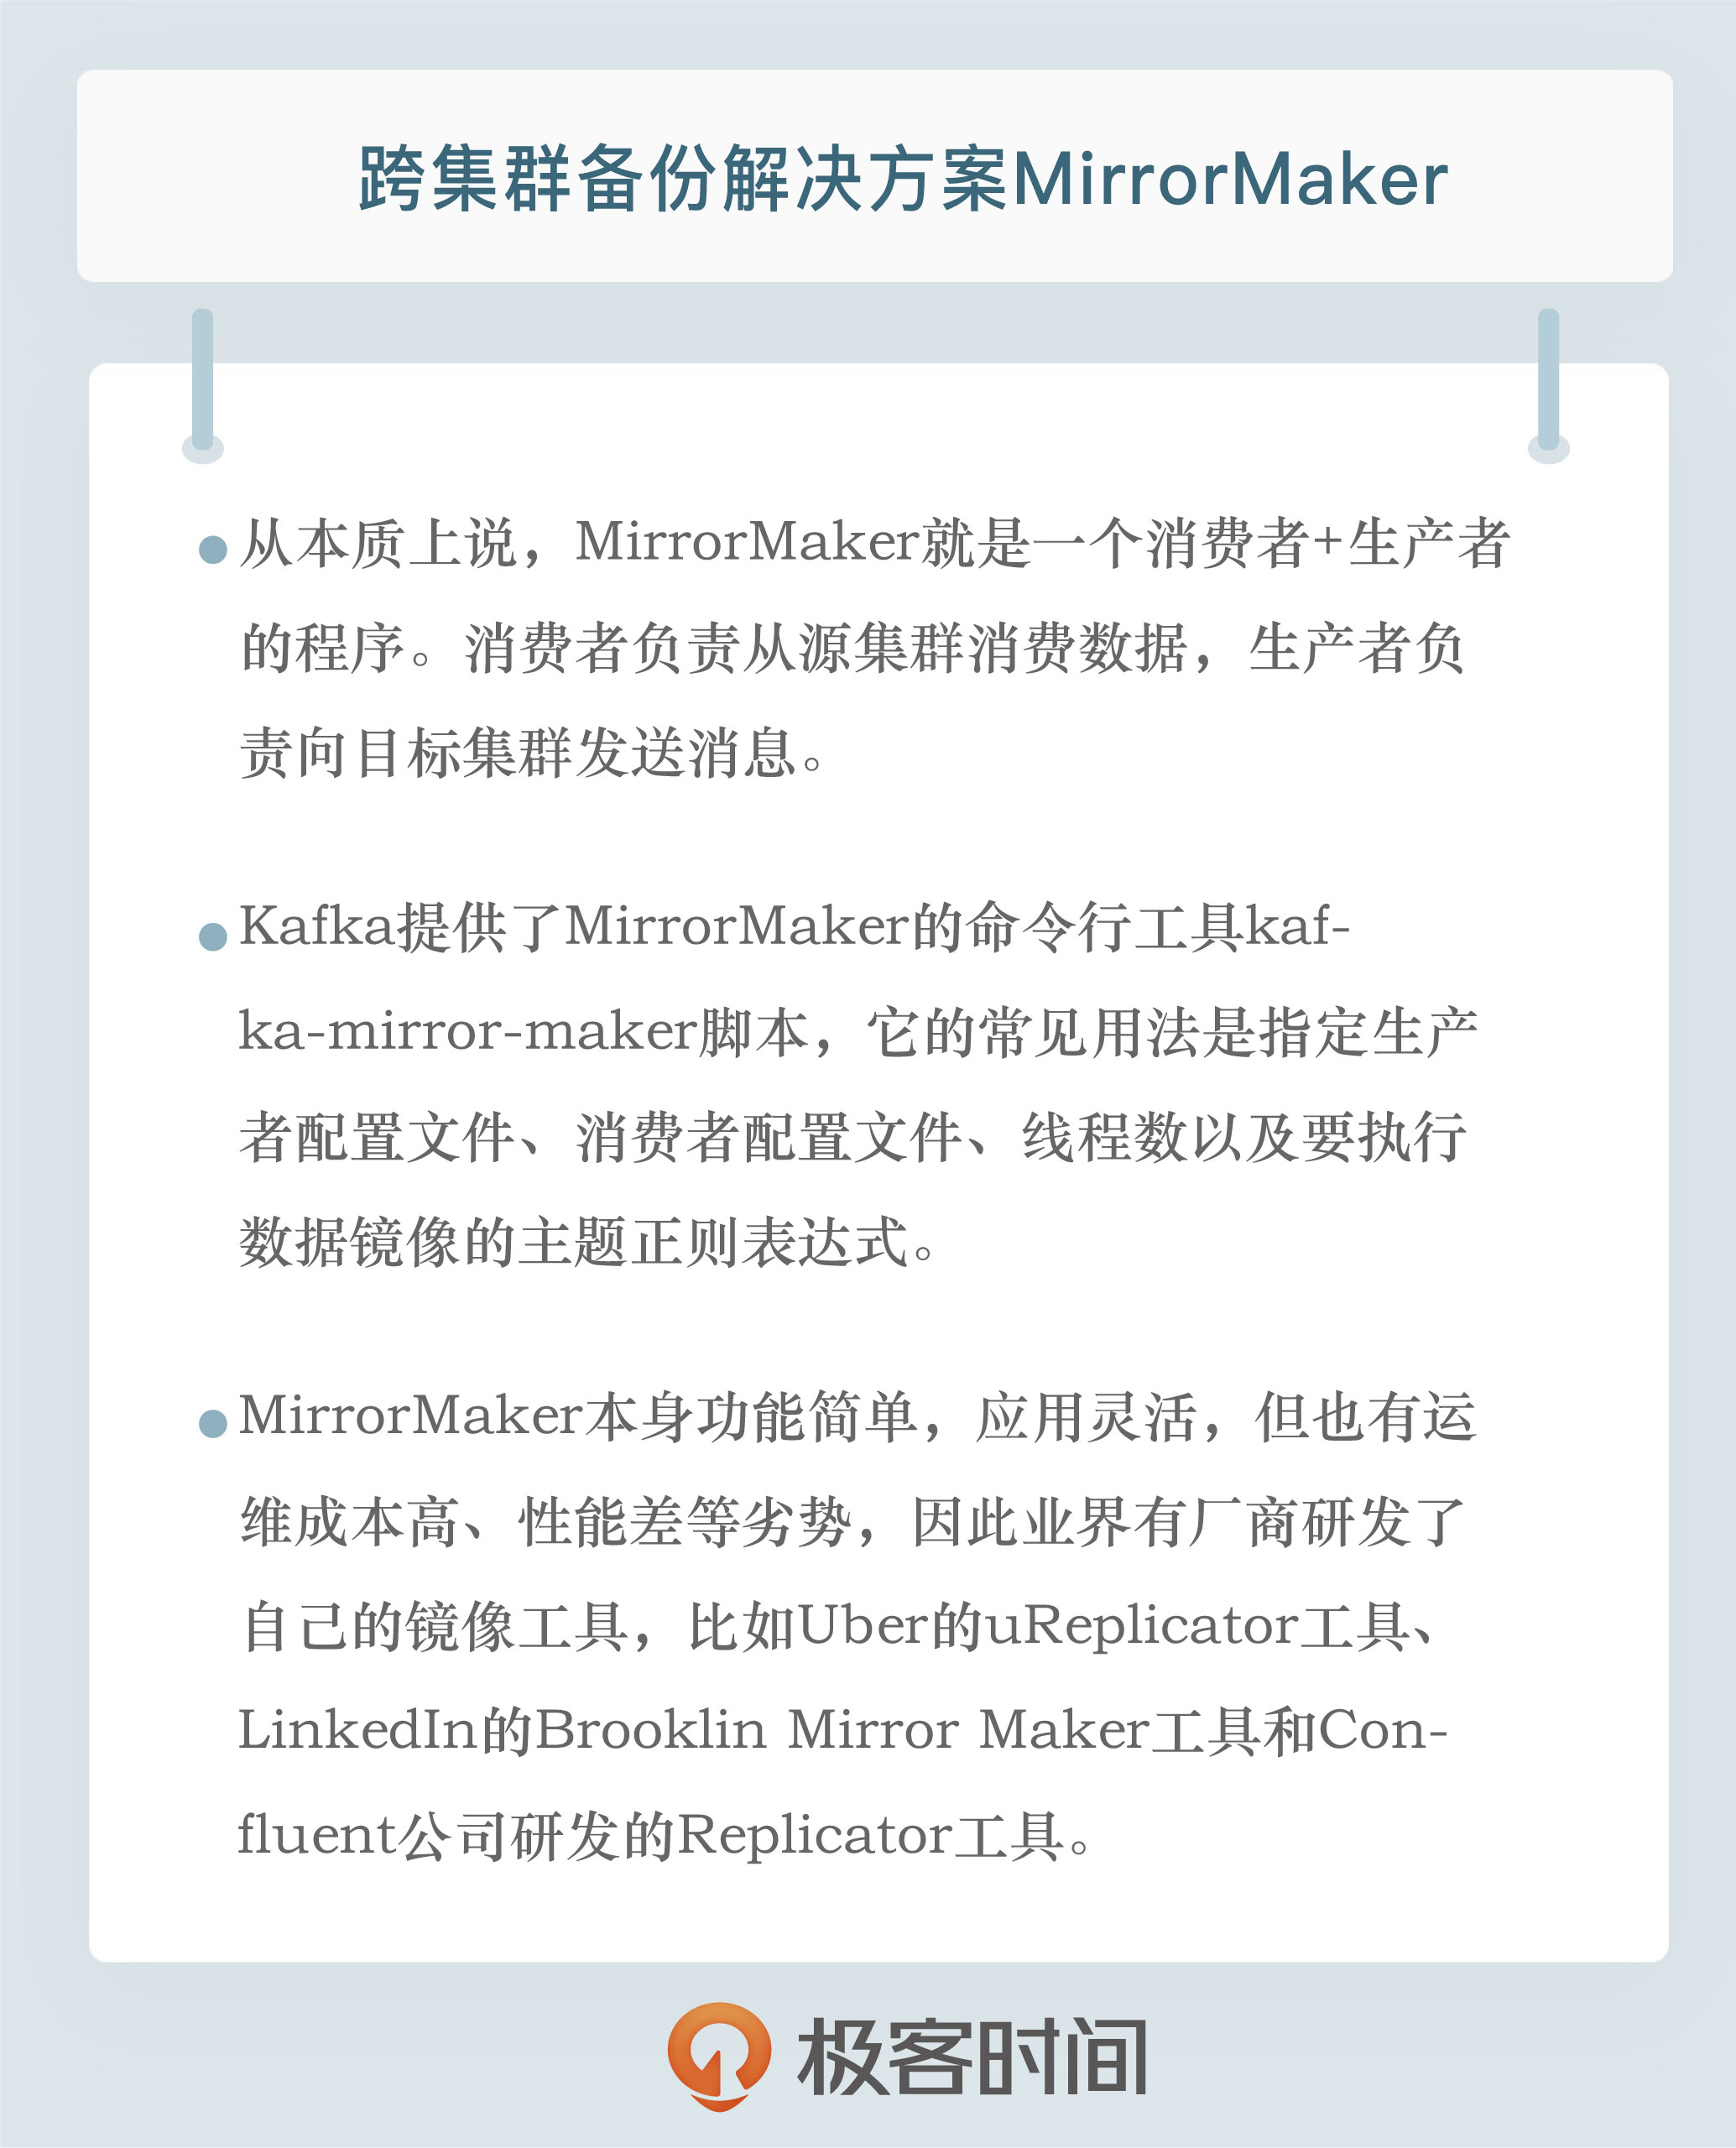 跨集群备份解决方案MirrorMaker
从本质上说，MirrorMaker就是一个消费者+生产者
的程序。消费者负责从源集群消费数据，生产者负
责向目标集群发送消息。
Kafka提供了MirrorMaker的命令行工具kaf-
ka-mirror-maker脚本，它的常见用法是指定生产
者配置文件、消费者配置文件、线程数以及要执行
数据镜像的主题正则表达式。
MirrorMaker本身功能简单，应用灵活，但也有运
维成本高、性能差等劣势，因此业界有厂商研发了
自己的镜像工具，比如Uber的uReplicator工具、
LinkedIn的Brooklin Mirror Maker工具和Con-
fluent公司研发的Replicator工具。
极客时间